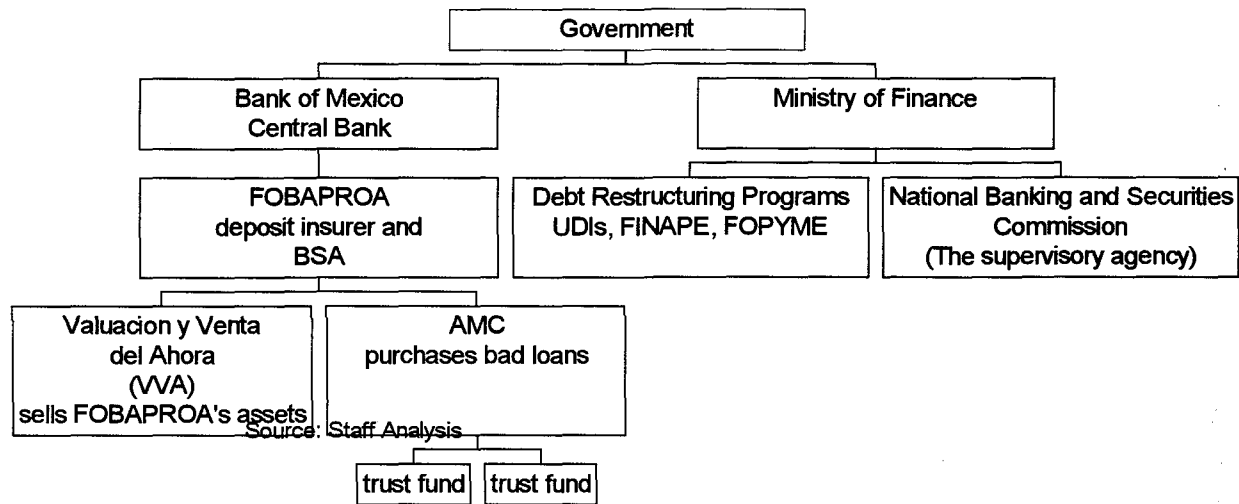 Government
Bank of Mexico
Central Bank
Ministry of Finance
FOBAPROA
deposit insurer and
BSA
Debt Restructuring Programs
UDIs, FINAPE, FOPYME
National Banking and Securities
Commission
(The supervisory agency)
Valuacion y Venta
del Ahora
(VVA)
sells FOBAPROA's assets
AMC
purchases bad loans
Source: Staff Analysis
trust fund
trust fund